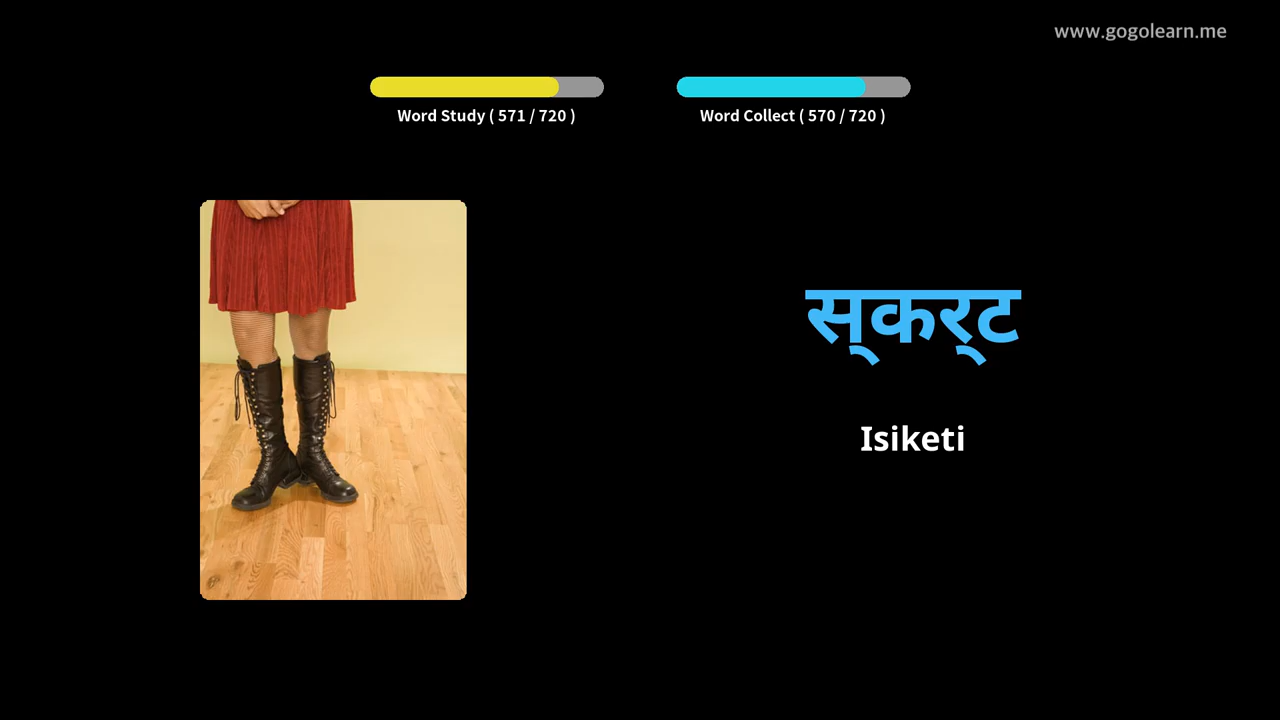 www.gogolearn.me
Word Study ( 571 / 720 )
Word Collect ( 570 / 720 )
स्कर्ट
Isiketi